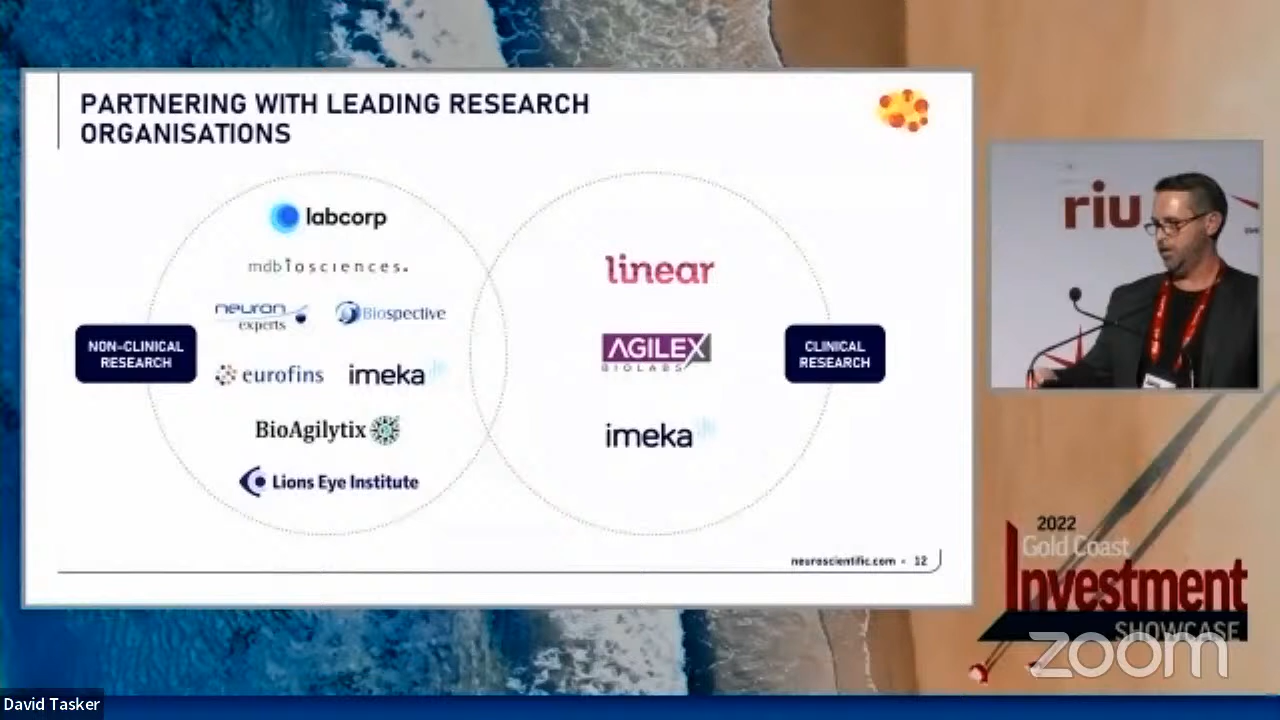 PARTNERING WITH LEADING RESEARCH
ORGANISATIONS
labcorp
mdbiosciences.
neuron
experts
Biospective
NON-CLINICAL
RESEARCH
eurofins
imeka
BioAgilytix
Lions Eye Institute
linear
AGILEX
BIOLABS
imeka
CLINICAL
RESEARCH
neuroscientific.com - 12
riu
2022
Gold Coast
Investment
SHOWCASE
zoom
David Tasker